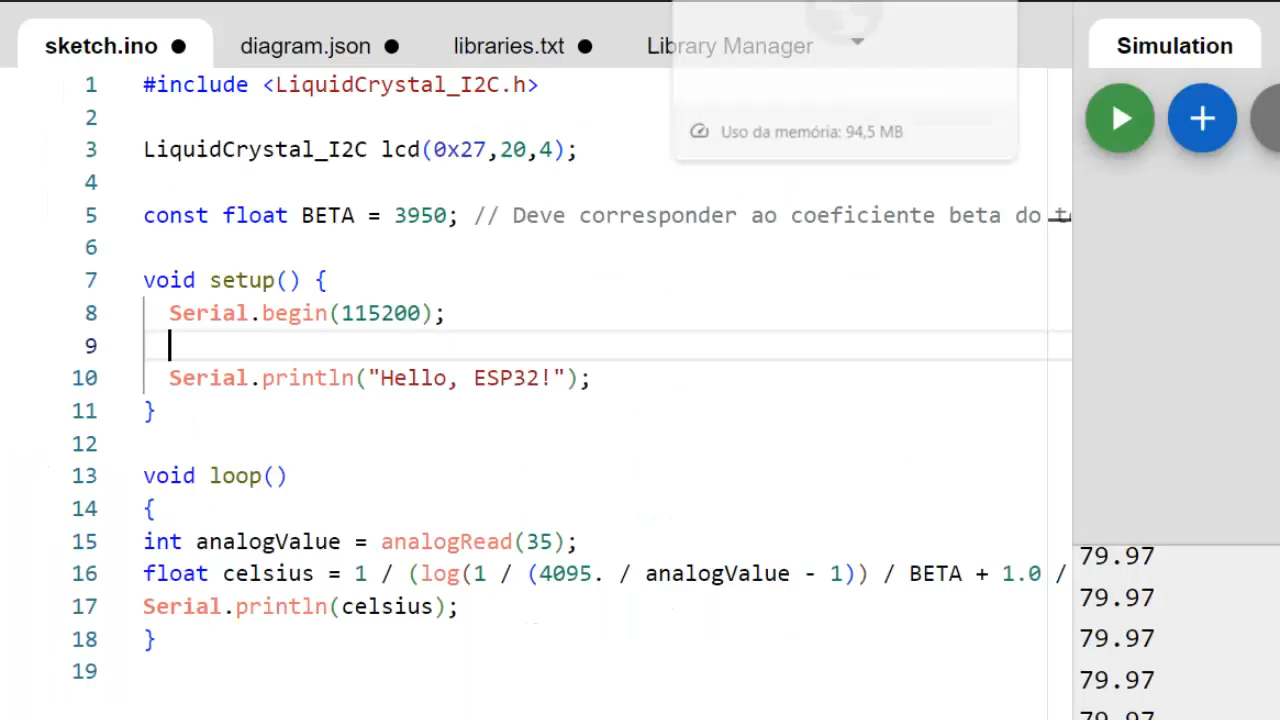 sketch.ino
diagram.json
libraries.txt
Library Manager
Simulation
Uso da memória: 94,5 MB
1 #include <LiquidCrystal_I2C.h>
2
3 LiquidCrystal_I2C lcd(0x27,20,4);
4
5 const float BETA = 3950; // Deve corresponder ao coeficiente beta do
6
7 void setup() {
8 Serial.begin(115200);
9
10 Serial.println("Hello, ESP32!");
11 }
12
13 void loop()
14 {
15 int analogValue = analogRead(35);
16 float celsius = 1 / (log(1 / (4095. / analogValue - 1)) / BETA + 1.0 /
17 Serial.println(celsius);
18 }
19
79.97
79.97
79.97
79.97
79.97